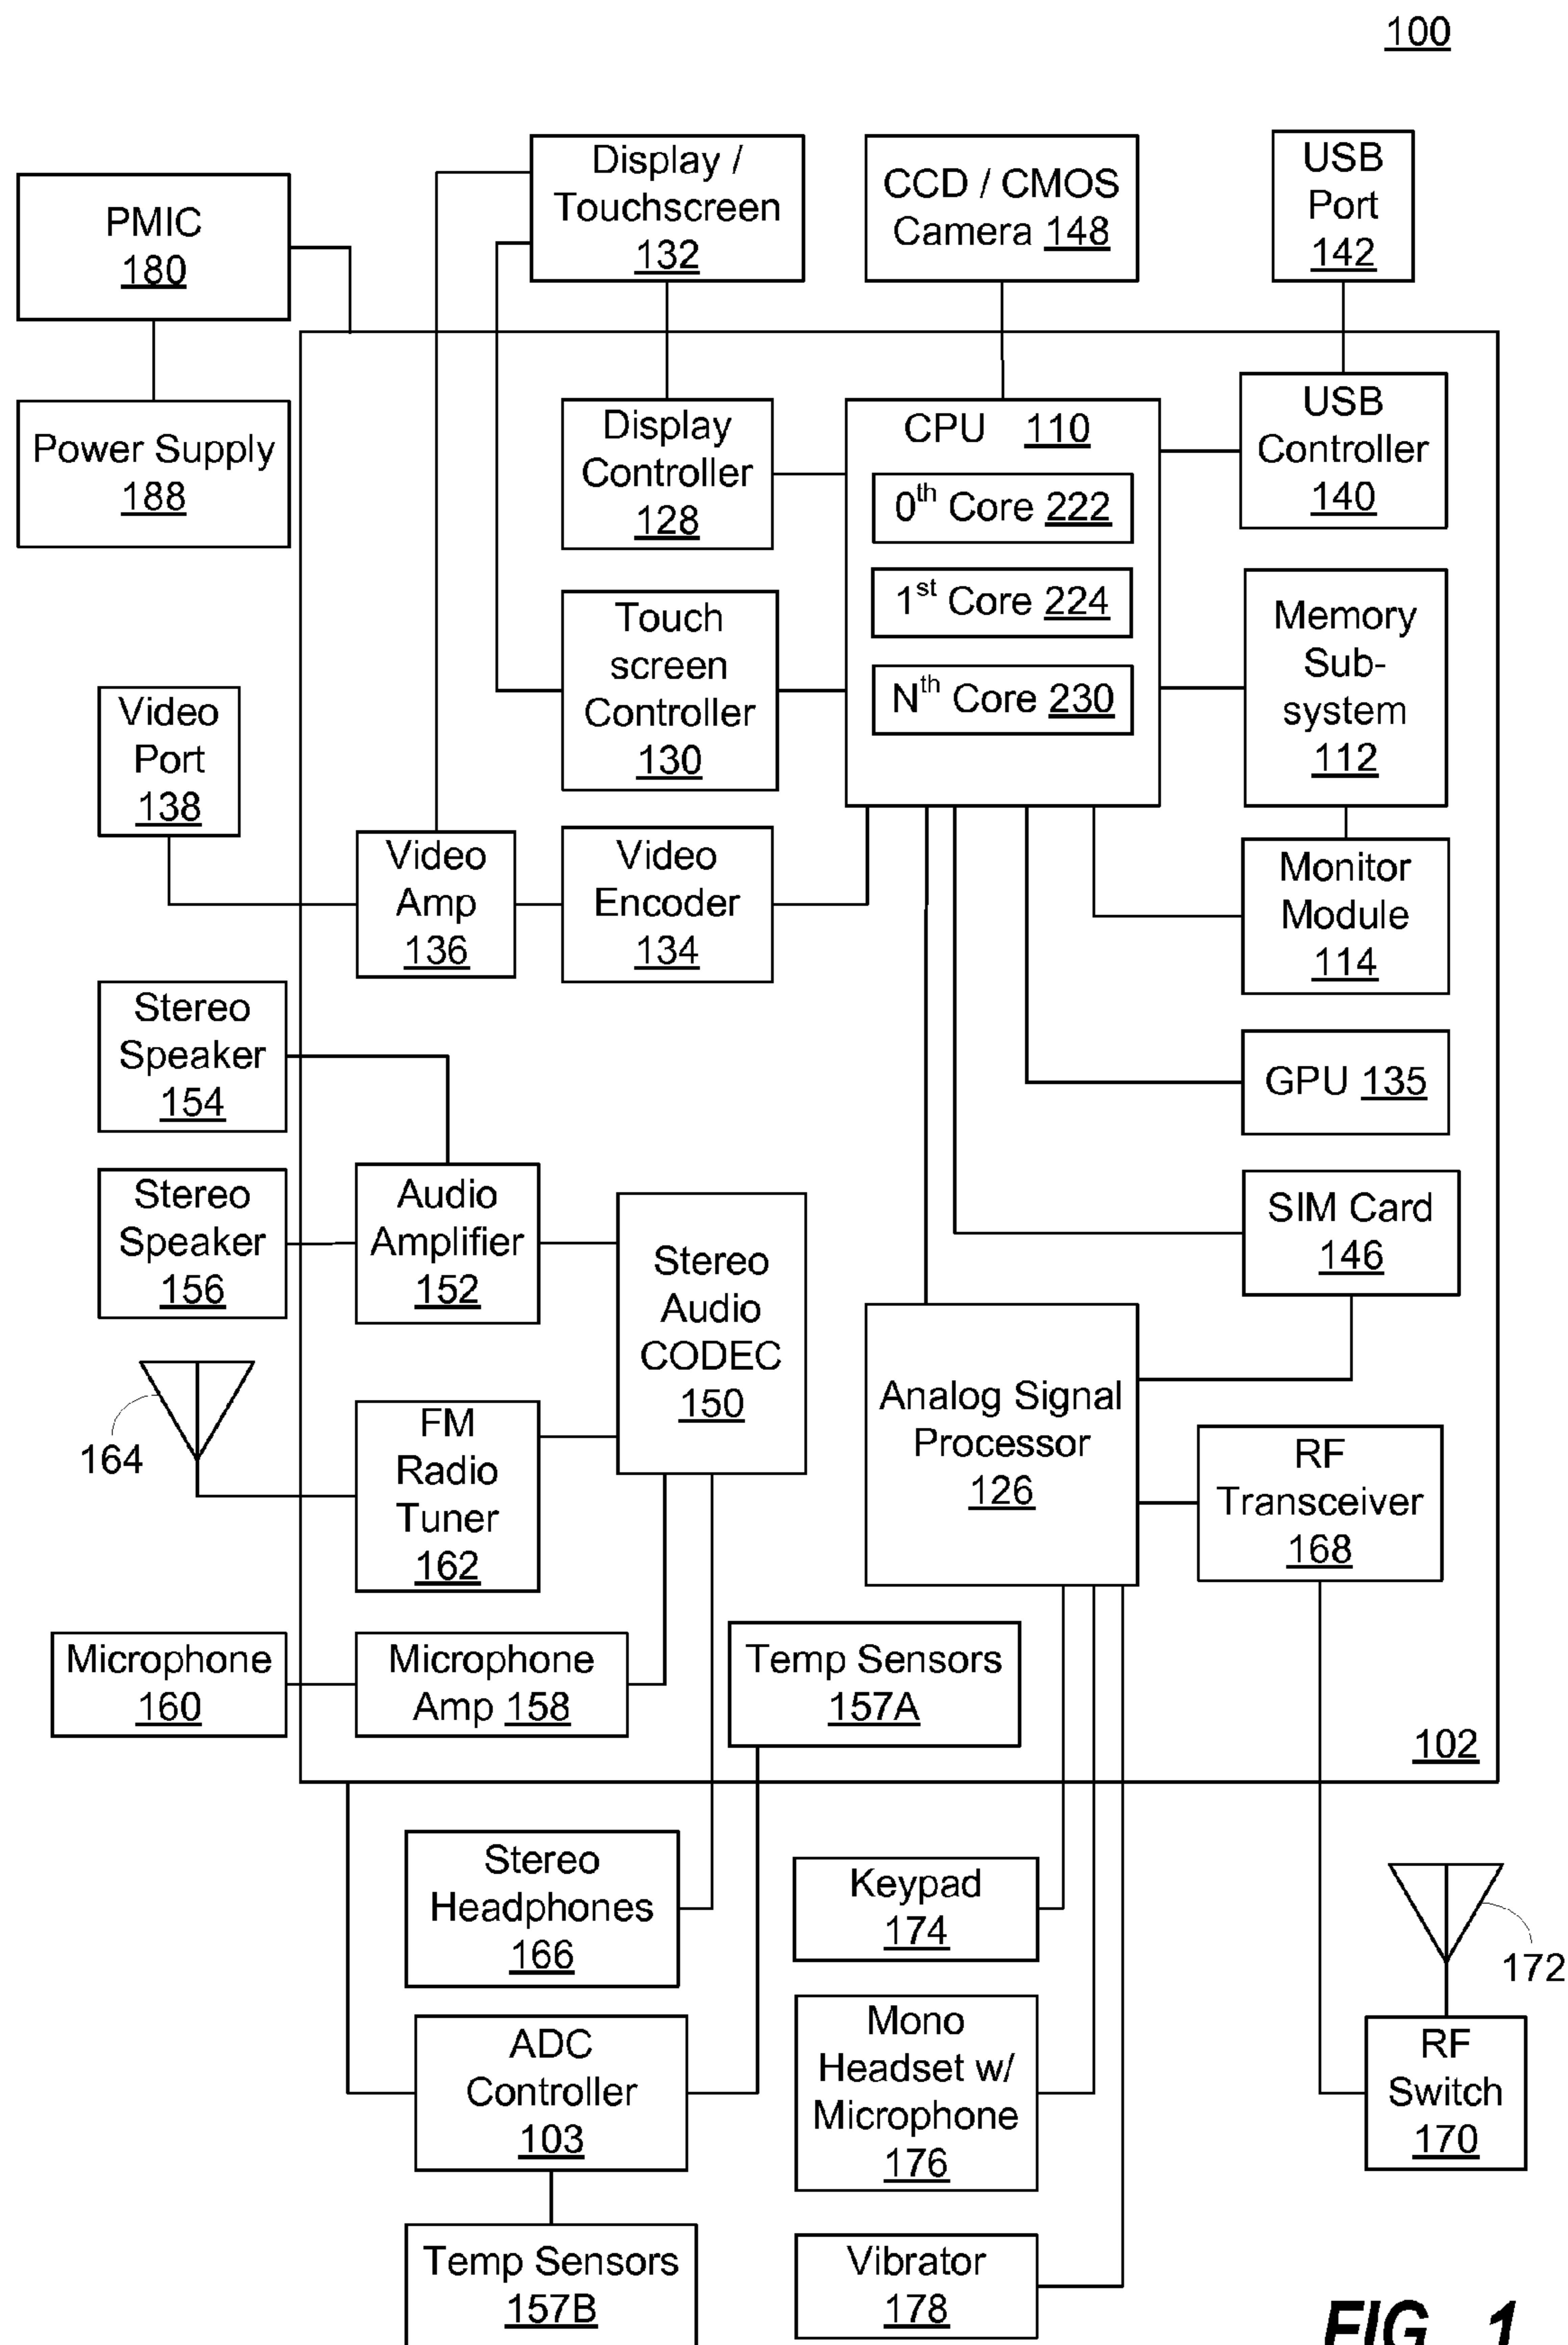 100
Display /
Touchscreen
132
CCD / CMOS
Camera 148
USB
Port
142
PMIC
180
Power Supply
188
Display
Controller
128
CPU 110
0th Core 222
1st Core 224
Nth Core 230
USB
Controller
140
Touch
screen
Controller
130
Memory
Sub-
system
112
Video
Port
138
Video
Amp
136
Video
Encoder
134
Monitor
Module
114
Stereo
Speaker
154
GPU 135
Stereo
Speaker
156
Audio
Amplifier
152
Stereo
Audio
CODEC
150
SIM Card
146
164
FM
Radio
Tuner
162
Analog Signal
Processor
126
RF
Transceiver
168
Microphone
160
Microphone
Amp 158
Temp Sensors
157A
102
Stereo
Headphones
166
Keypad
174
172
ADC
Controller
103
Mono
Headset w/
Microphone
176
RF
Switch
170
Temp Sensors
157B
Vibrator
178
FIG. 1